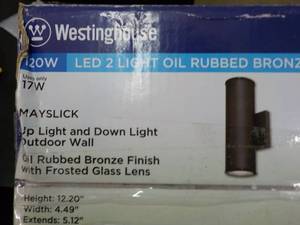 Westinghouse
120W LED 2 LIGHT OIL RUBBED BRONZ
Uses only
17W
MAYSLICK
Up Light and Down Light
Outdoor Wall
Oil Rubbed Bronze Finish
with Frosted Glass Lens
Height: 12.20"
Width: 4.49"
Extends: 5.12"